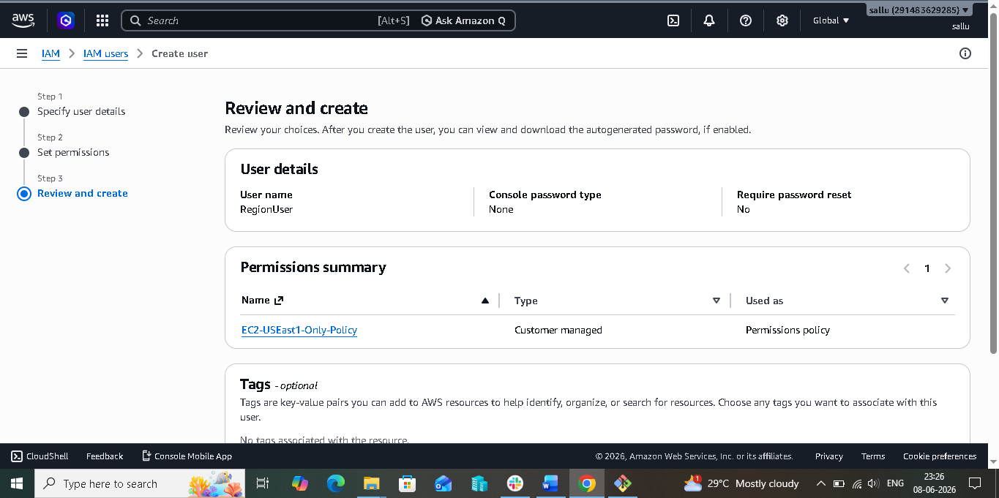 aws
Search [Alt+S] Ask Amazon Q
Global
sallu (291483629285)
sallu
IAM IAM users Create user
Step 1
Specify user details
Step 2
Set permissions
Step 3
Review and create
Review and create
Review your choices. After you create the user, you can view and download the autogenerated password, if enabled.
User details
User name Console password type Require password reset
RegionUser None No
Permissions summary
1
Name Type Used as
EC2-USEast1-Only-Policy Customer managed Permissions policy
Tags - optional
Tags are key-value pairs you can add to AWS resources to help identify, organize, or search for resources. Choose any tags you want to associate with this
user.
No tags associated with the resource.
CloudShell Feedback Console Mobile App © 2026, Amazon Web Services, Inc. or its affiliates. Privacy Terms Cookie preferences
Type here to search
1
29°C Mostly cloudy
ENG
23:26
08-06-2026